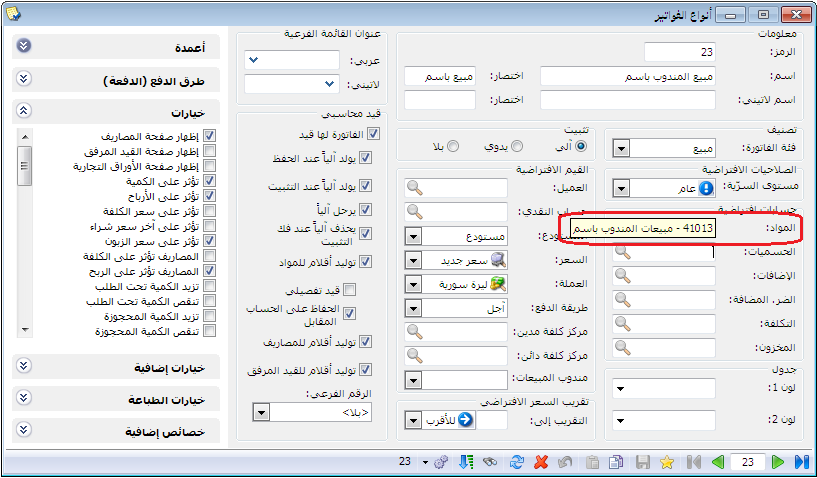 أنواع الفواتير
معلومات
الرمز:
23
اسم:
مبيع المندوب باسم
اختصار:
مبيع باسم
اسم لاتيني:
اختصار:
تصنيف
فئة الفاتورة:
مبيع
تثبيت
آلي
يدوي
بلا
الصلاحيات الافتراضية
مستوى السرّية:
عام
حسابات افتراضية
المواد:
41013 - مبيعات المندوب باسم
الحسميات:
الإضافات:
الضر. المضافة:
التكلفة:
المخزون:
جدول
لون 1:
لون 2:
القيم الافتراضية
العميل:
حساب النقدي:
مستودع
السعر:
سعر جديد
العملة:
ليرة سورية
طريقة الدفع:
آجل
مركز كلفة مدين:
مركز كلفة دائن:
مندوب المبيعات:
تقريب السعر الافتراضي
التقريب إلى:
للأقرب
عنوان القائمة الفرعية
عربي:
لاتيني:
قيد محاسبي
الفاتورة لها قيد
يولد آلياً عند الحفظ
يولد آلياً عند التثبيت
يرحل آلياً
يحذف آلياً عند فك
التثبيت
توليد أقلام للمواد
قيد تفصيلي
الحفاظ على الحساب
المقابل
توليد أقلام للمصاريف
توليد أقلام للقيد المرفق
الرقم الفرعي:
<بلا>
أعمدة
طرق الدفع (الدفعة)
خيارات
إظهار صفحة المصاريف
إظهار صفحة القيد المرفق
إظهار صفحة الأوراق التجارية
تؤثر على الكمية
تؤثر على الأرباح
تؤثر على سعر الكلفة
تؤثر على آخر سعر شراء
تؤثر على سعر الزبون
المصاريف تؤثر على الكلفة
المصاريف تؤثر على الربح
تزيد الكمية تحت الطلب
تنقص الكمية تحت الطلب
تزيد الكمية المحجوزة
تنقص الكمية المحجوزة
خيارات إضافية
خيارات الطباعة
خصائص إضافية
23
23